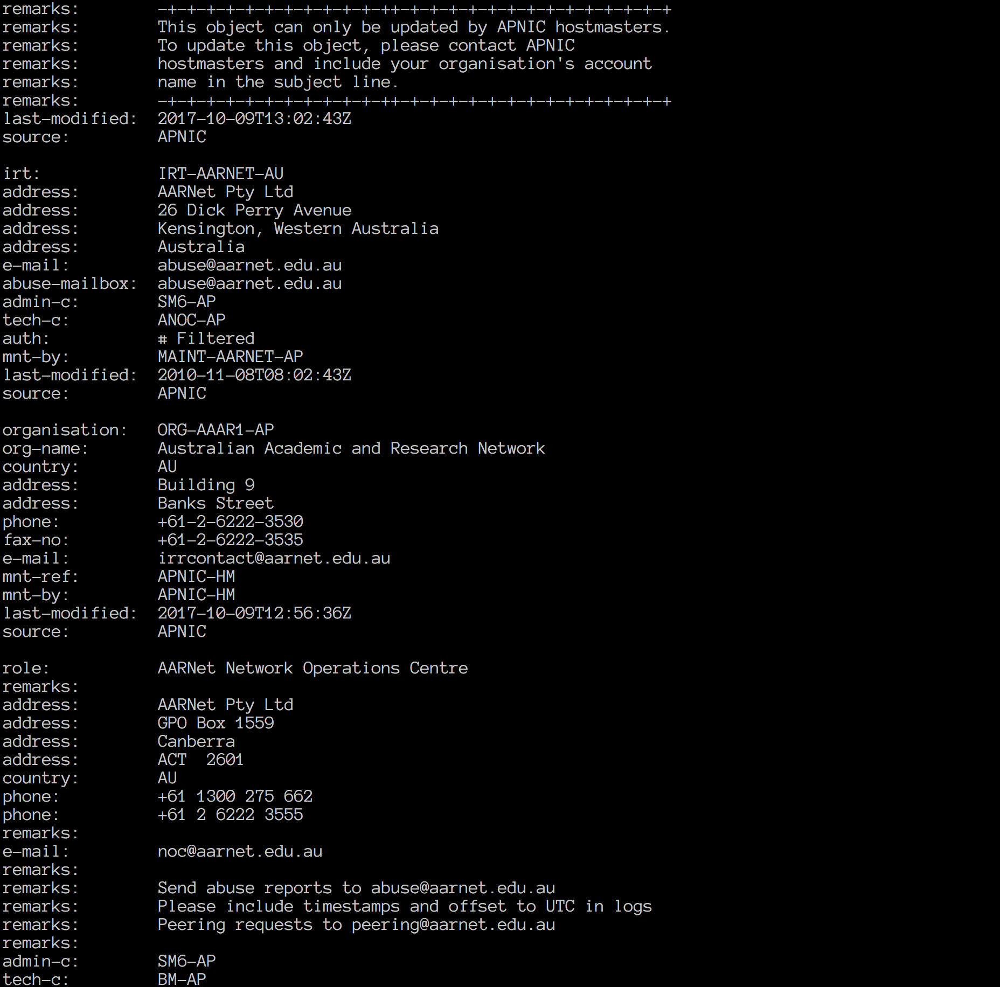 remarks:        -+-+-+-+-+-+-+-+-+-+-+-++-+-+-+-+-+-+-+-+-+-+-+-+-+-+
remarks:        This object can only be updated by APNIC hostmasters.
remarks:        To update this object, please contact APNIC
remarks:        hostmasters and include your organisation's account
remarks:        name in the subject line.
remarks:        -+-+-+-+-+-+-+-+-+-+-+-++-+-+-+-+-+-+-+-+-+-+-+-+-+-+
last-modified:  2017-10-09T13:02:43Z
source:         APNIC

irt:            IRT-AARNET-AU
address:        AARNet Pty Ltd
address:        26 Dick Perry Avenue
address:        Kensington, Western Australia
address:        Australia
e-mail:         abuse@aarnet.edu.au
abuse-mailbox:  abuse@aarnet.edu.au
admin-c:        SM6-AP
tech-c:         ANOC-AP
auth:           # Filtered
mnt-by:         MAINT-AARNET-AP
last-modified:  2010-11-08T08:02:43Z
source:         APNIC

organisation:   ORG-AAAR1-AP
org-name:       Australian Academic and Research Network
country:        AU
address:        Building 9
address:        Banks Street
phone:          +61-2-6222-3530
fax-no:         +61-2-6222-3535
e-mail:         irrcontact@aarnet.edu.au
mnt-ref:        APNIC-HM
mnt-by:         APNIC-HM
last-modified:  2017-10-09T12:56:36Z
source:         APNIC

role:           AARNet Network Operations Centre
remarks:
address:        AARNet Pty Ltd
address:        GPO Box 1559
address:        Canberra
address:        ACT  2601
country:        AU
phone:          +61 1300 275 662
phone:          +61 2 6222 3555
remarks:
e-mail:         noc@aarnet.edu.au
remarks:
remarks:        Send abuse reports to abuse@aarnet.edu.au
remarks:        Please include timestamps and offset to UTC in logs
remarks:        Peering requests to peering@aarnet.edu.au
remarks:
admin-c:        SM6-AP
tech-c:         BM-AP